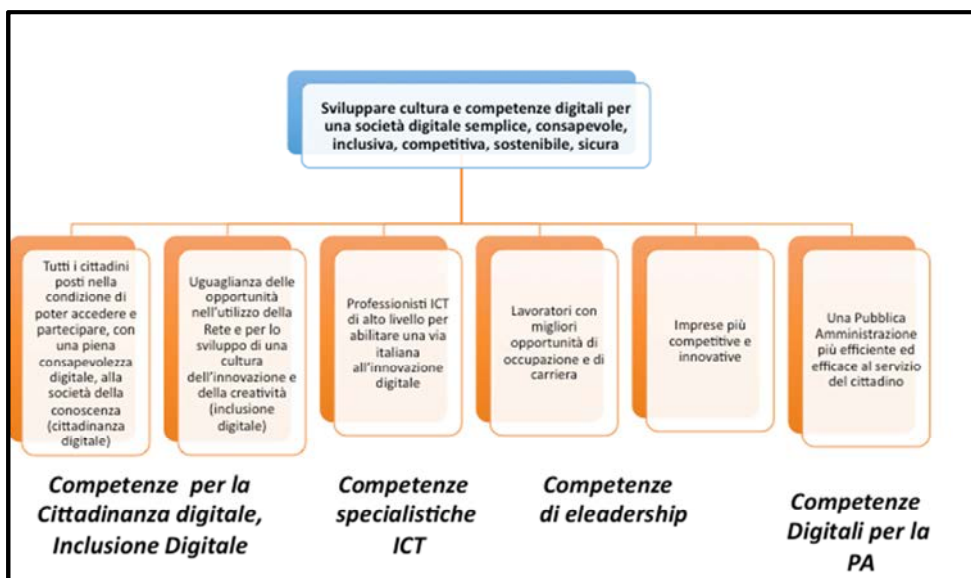 Sviluppare cultura e competenze digitali per
una società digitale semplice, consapevole,
inclusiva, competitiva, sostenibile, sicura
Tutti i cittadini
posti nella
condizione di
poter accedere e
partecipare, con
una piena
consapevolezza
digitale, alla
società della
conoscenza
(cittadinanza
digitale)
Uguaglianza delle
opportunità
nell'utilizzo della
Rete e per lo
sviluppo di una
cultura
dell'innovazione e
della creatività
(inclusione
digitale)
Professionisti ICT
di alto livello per
abilitare una via
italiana
all'innovazione
digitale
Lavoratori con
migliori
opportunità di
occupazione e di
carriera
Imprese più
competitive e
innovative
Una Pubblica
Amministrazione
più efficiente ed
efficace al servizio
del cittadino
Competenze per la
Cittadinanza digitale,
Inclusione Digitale
Competenze
specialistiche
ICT
Competenze
di eleadership
Competenze
Digitali per la
PA